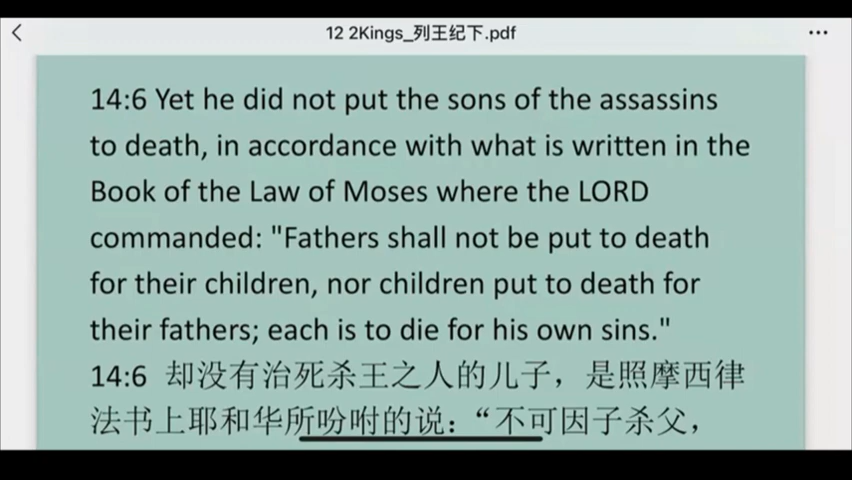 12 2Kings_列王纪下.pdf
14:6 Yet he did not put the sons of the assassins
to death, in accordance with what is written in the
Book of the Law of Moses where the LORD
commanded: "Fathers shall not be put to death
for their children, nor children put to death for
their fathers; each is to die for his own sins."
14:6 却没有治死杀王之人的儿子，是照摩西律
法书上耶和华所吩咐的说：“不可因子杀父，